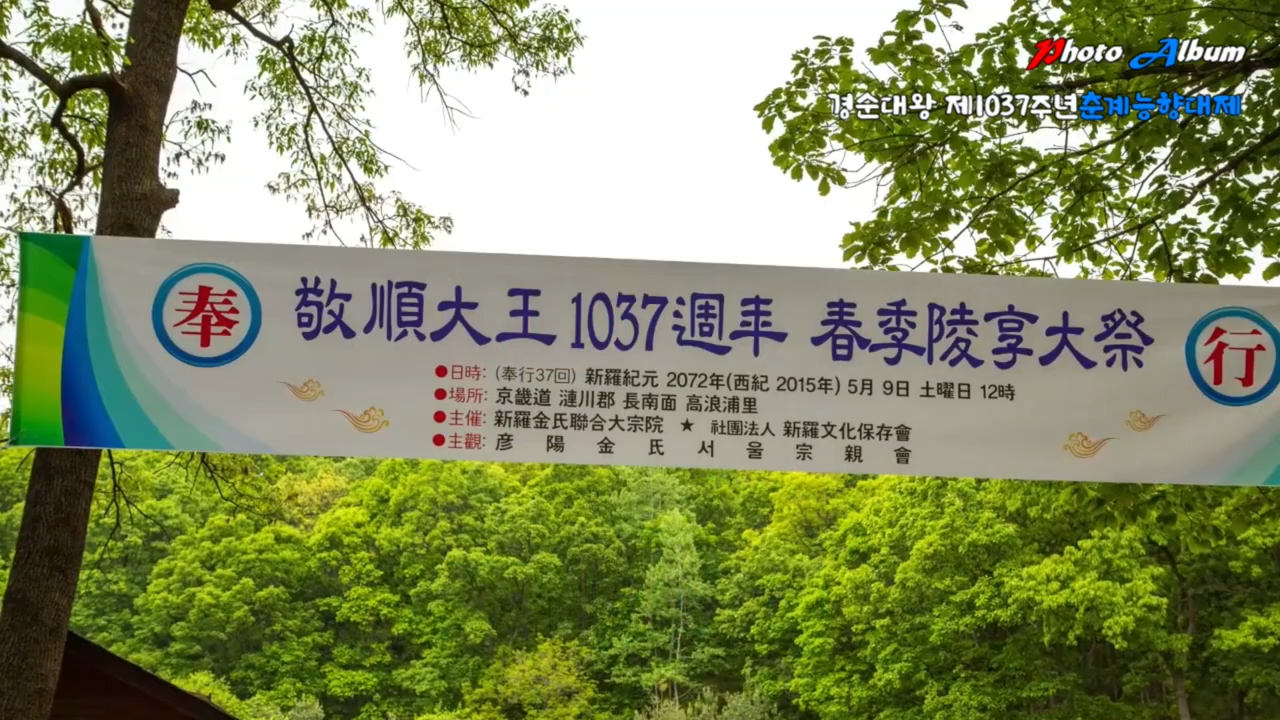 Photo Album
경순대왕 제1037주년춘계능향대제
奉 敬順大王 1037週年 春季陵享大祭 行
●日時: (奉行37回) 新羅紀元 2072年(西紀 2015年) 5月 9日 土曜日 12時
●場所: 京畿道 漣川郡 長南面 高浪浦里
●主催: 新羅金氏聯合大宗院 ★ 社團法人 新羅文化保存會
●主觀: 彦陽金氏서울宗親會